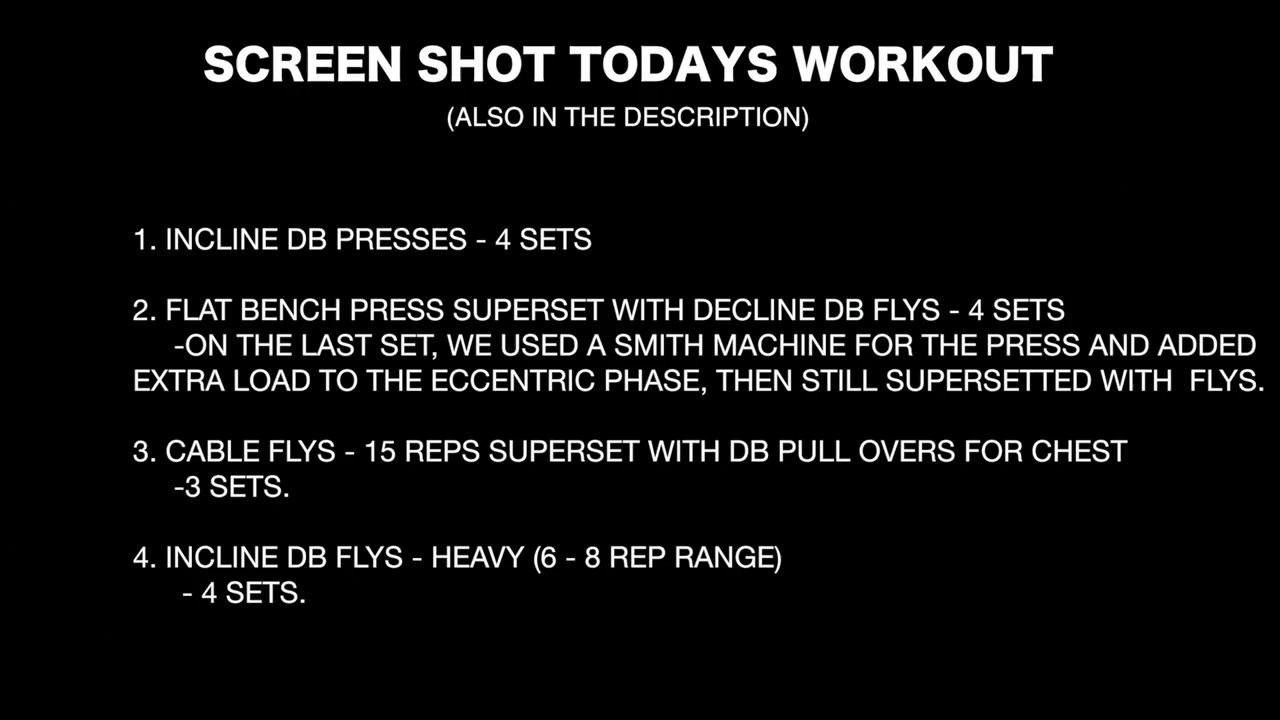 SCREEN SHOT TODAYS WORKOUT
(ALSO IN THE DESCRIPTION)
1. INCLINE DB PRESSES - 4 SETS
2. FLAT BENCH PRESS SUPERSET WITH DECLINE DB FLYS - 4 SETS
-ON THE LAST SET, WE USED A SMITH MACHINE FOR THE PRESS AND ADDED
EXTRA LOAD TO THE ECCENTRIC PHASE, THEN STILL SUPERSETTED WITH  FLYS.
3. CABLE FLYS - 15 REPS SUPERSET WITH DB PULL OVERS FOR CHEST
-3 SETS.
4. INCLINE DB FLYS - HEAVY (6 - 8 REP RANGE)
- 4 SETS.